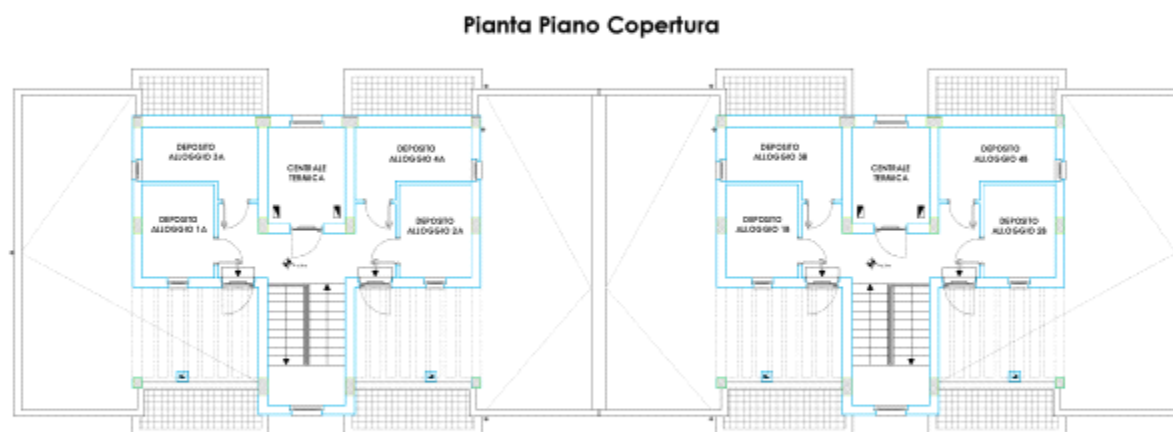 Pianta Piano Copertura
DEPOSITO
ALLOGGIO 3A
CENTRALE
TERMICA
DEPOSITO
ALLOGGIO 4A
DEPOSITO
ALLOGGIO 1A
DEPOSITO
ALLOGGIO 2A
DEPOSITO
ALLOGGIO 3B
CENTRALE
TERMICA
DEPOSITO
ALLOGGIO 4B
DEPOSITO
ALLOGGIO 1B
DEPOSITO
ALLOGGIO 2B